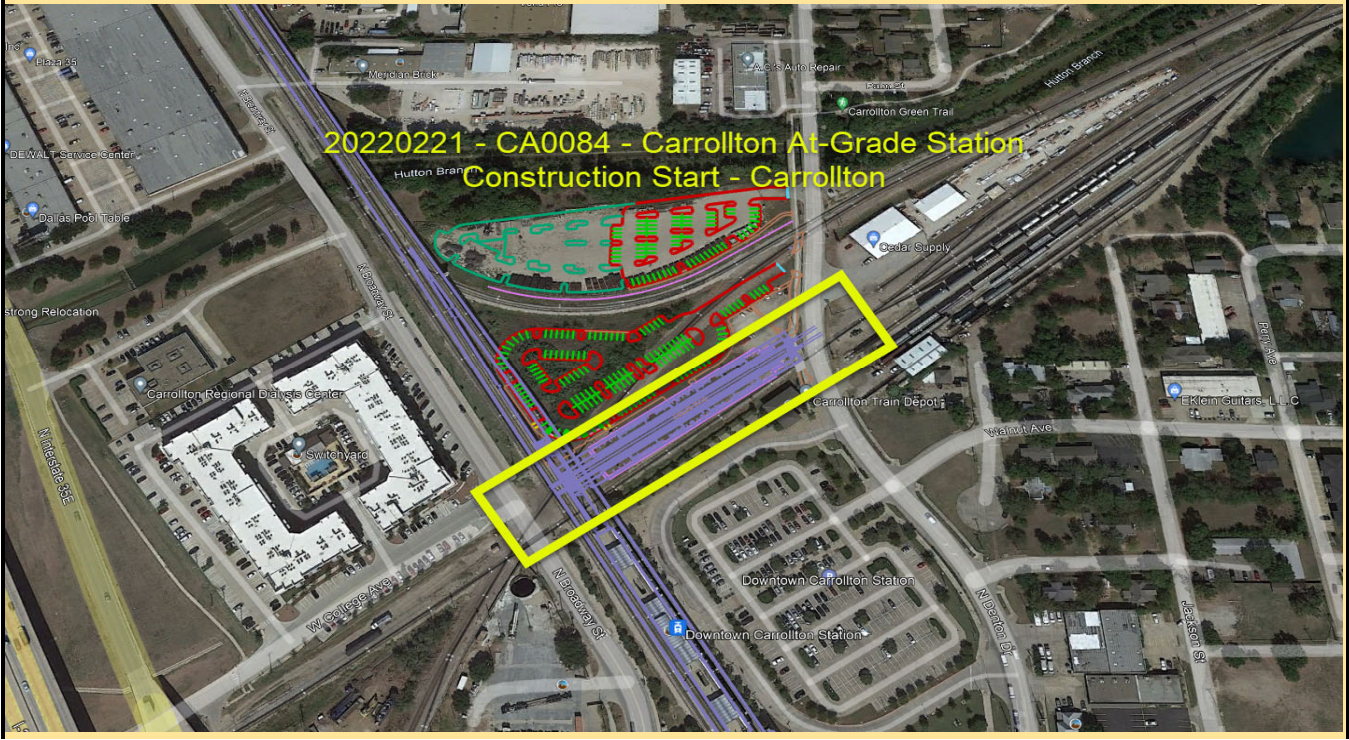 Plaza 35
Meridian Brick
A.C.'s Auto Repair
Hutton Branch
Carrollton Green Trail
N Broadway St
20220221 - CA0084 - Carrollton At-Grade Station
Construction Start - Carrollton
DEWALT Service Center
Hutton Branch
Dallas Pool Table
Cedar Supply
N Broadway St
strong Relocation
Perry Ave
Carrollton Regional Dialysis Center
Carrollton Train Depot
EKlein Guitars, L.L.C
Walnut Ave
Switchyard
N Interstate 35E
Downtown Carrollton Station
W College Ave
N Broadway St
N Denton Dr
Jackson St
Downtown Carrollton Station